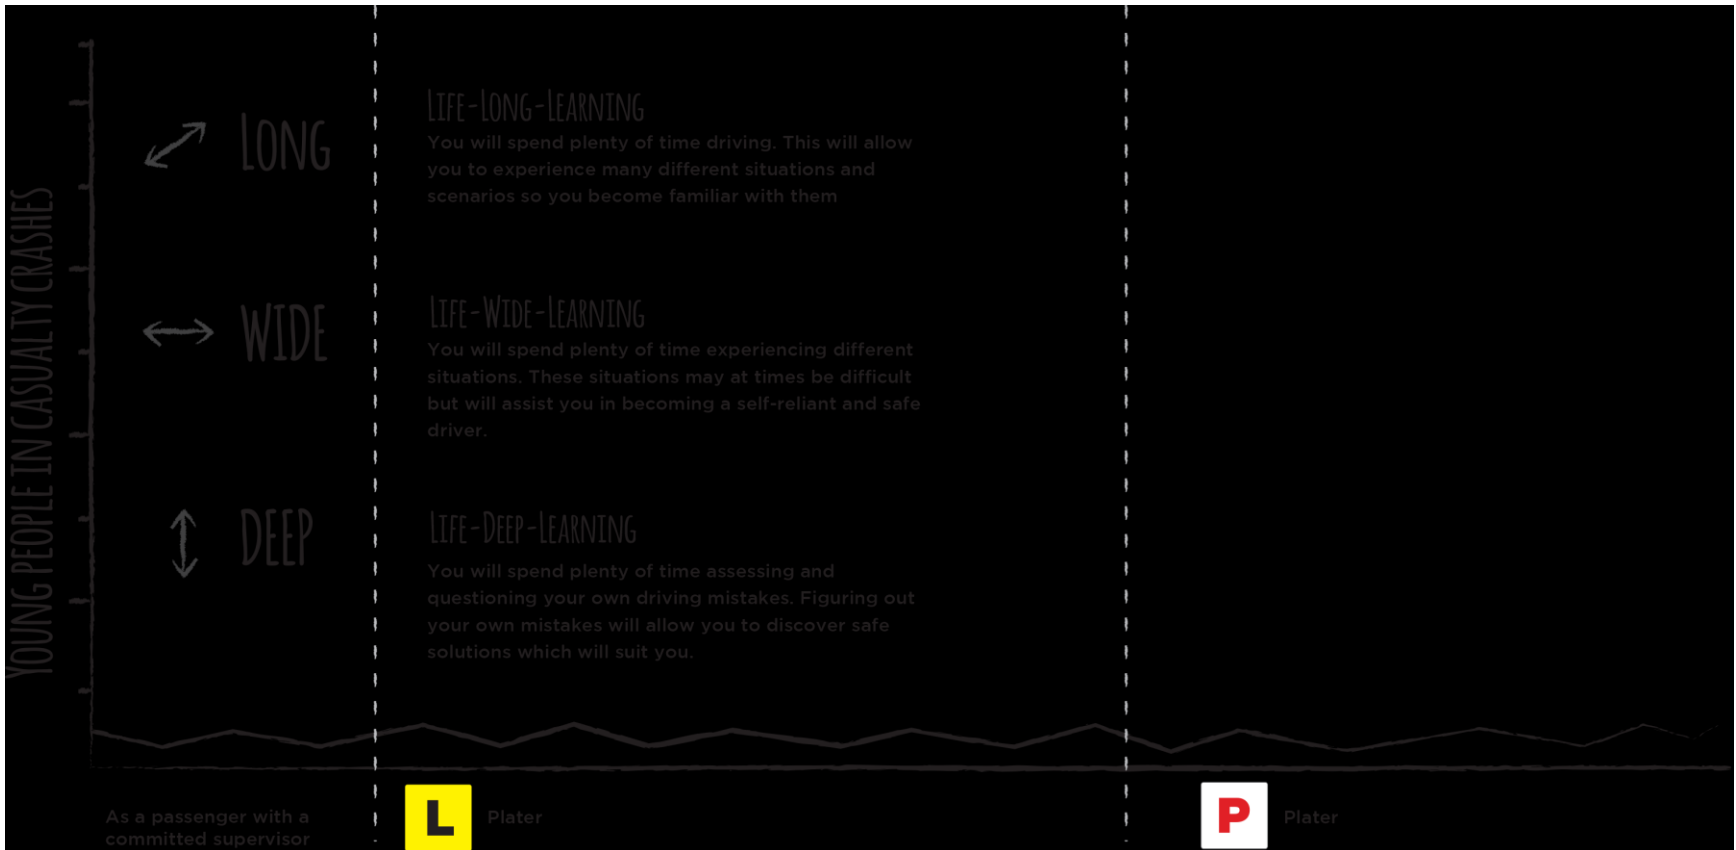 YOUNG PEOPLE IN CASUALTY CRASHES
LONG
LIFE-LONG-LEARNING
You will spend plenty of time driving. This will allow
you to experience many different situations and
scenarios so you become familiar with them
WIDE
LIFE-WIDE-LEARNING
You will spend plenty of time experiencing different
situations. These situations may at times be difficult
but will assist you in becoming a self-reliant and safe
driver.
DEEP
LIFE-DEEP-LEARNING
You will spend plenty of time assessing and
questioning your own driving mistakes. Figuring out
your own mistakes will allow you to discover safe
solutions which will suit you.
As a passenger with a
committed supervisor
L Plater
P Plater